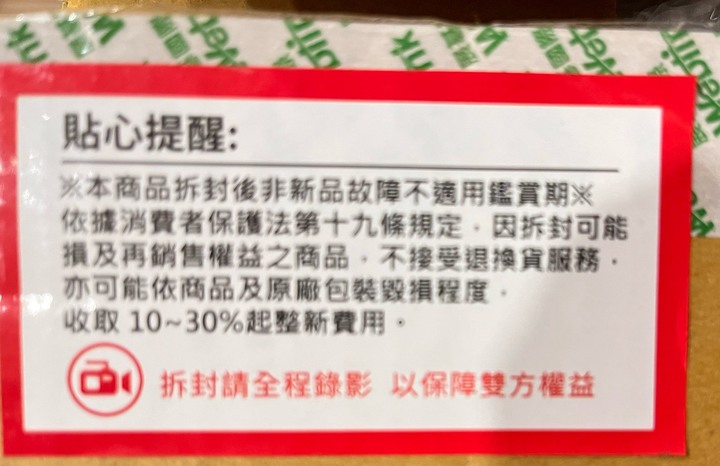 貼心提醒:
※本商品拆封後非新品故障不適用鑑賞期※
依據消費者保護法第十九條規定，因拆封可能
損及再銷售權益之商品，不接受退換貨服務，
亦可能依商品及原廠包裝毀損程度，
收取 10~30%起整新費用。
拆封請全程錄影 以保障雙方權益